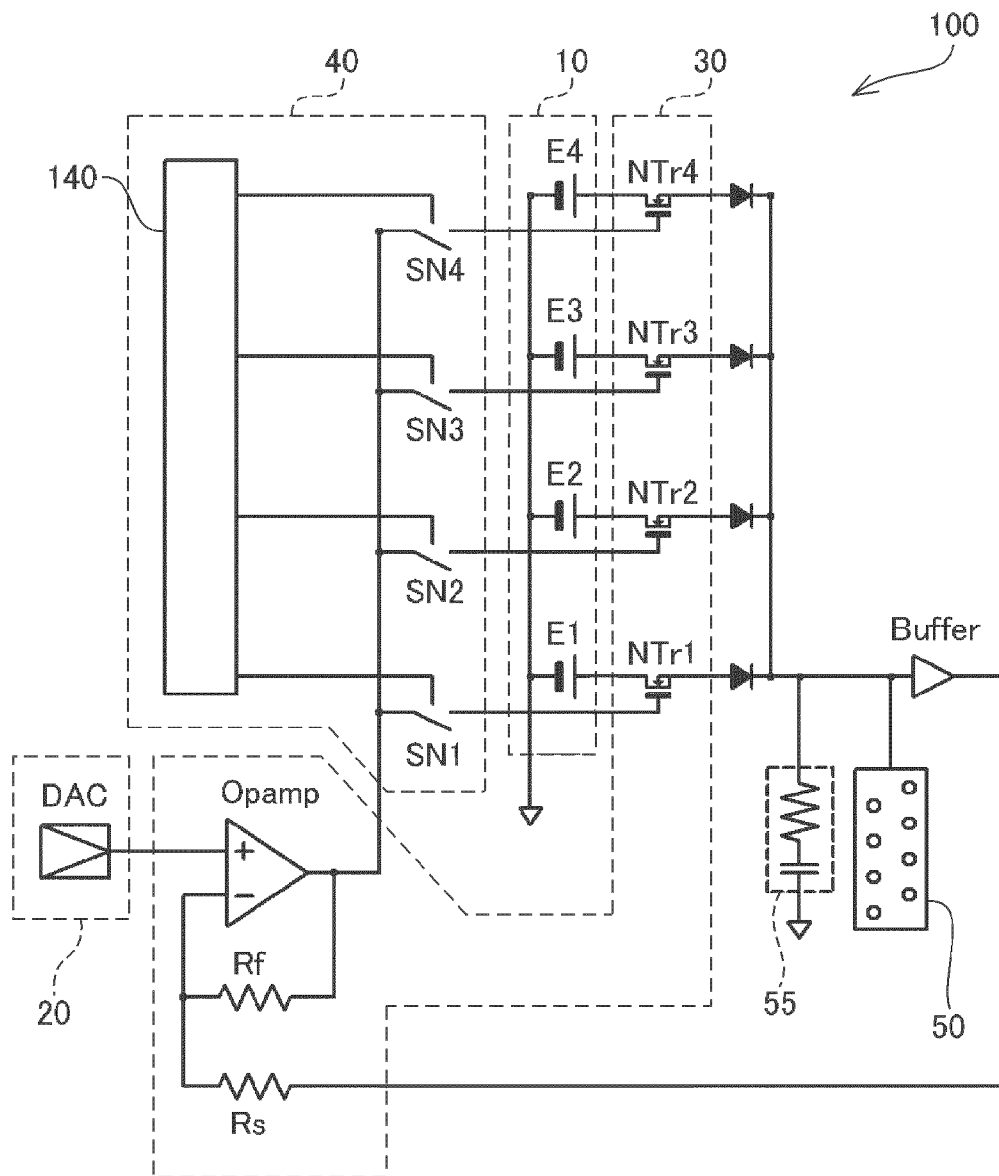 100
40
10
30
140
E4
NTr4
SN4
E3
NTr3
SN3
E2
NTr2
SN2
E1
NTr1
Buffer
SN1
DAC
Opamp
+
−
Rf
20
55
50
Rs